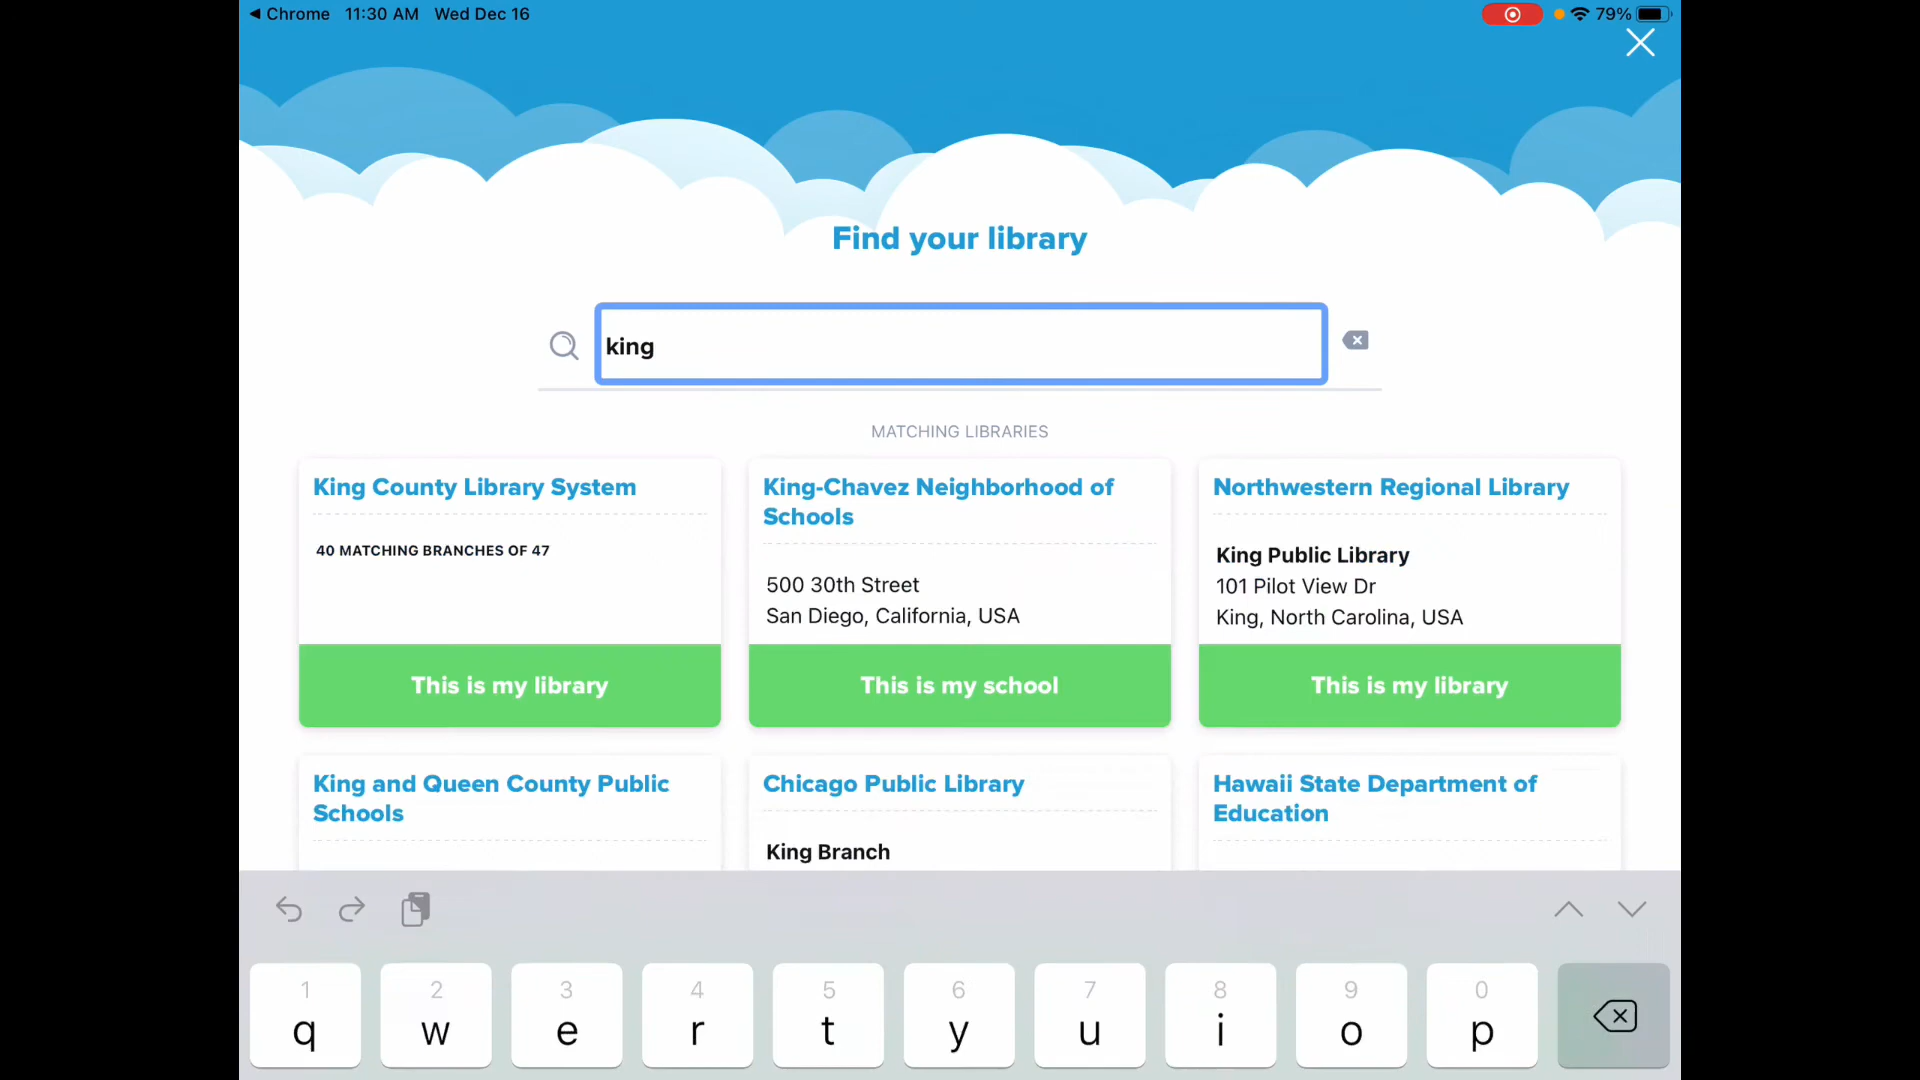 Chrome 11:30 AM Wed Dec 16
79%
Find your library
king
MATCHING LIBRARIES
King County Library System
40 MATCHING BRANCHES OF 47
This is my library
King-Chavez Neighborhood of
Schools
500 30th Street
San Diego, California, USA
This is my school
Northwestern Regional Library
King Public Library
101 Pilot View Dr
King, North Carolina, USA
This is my library
King and Queen County Public
Schools
Chicago Public Library
King Branch
Hawaii State Department of
Education
1 2 3 4 5 6 7 8 9 0
q w e r t y u i o p